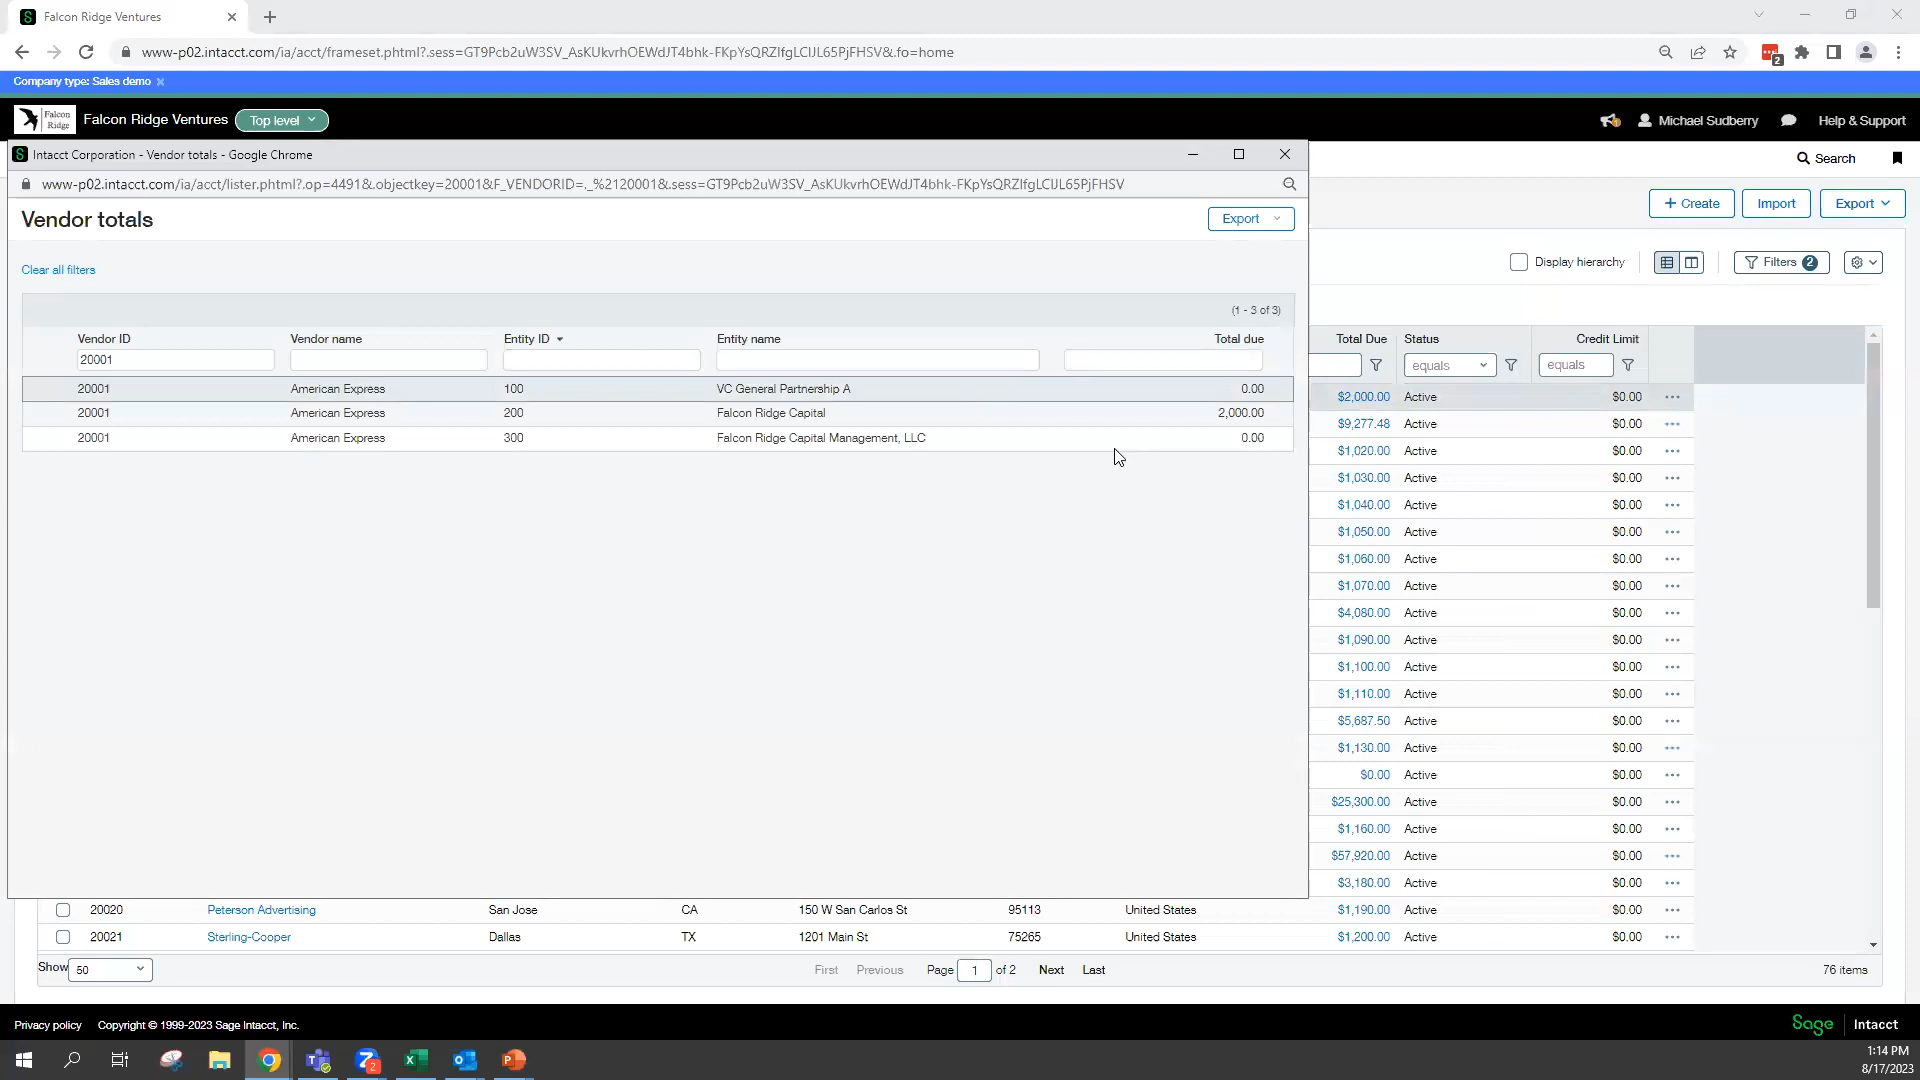 Falcon Ridge Ventures
www-p02.intacct.com/ia/acct/frameset.phtml?.sess=GT9Pcb2uW3SV_AsKUkvrhOEWdJT4bhk-FKpYsQRZIfgLCIJL65PjFHSV&.fo=home
2
Company type: Sales demo
Falcon Ridge
Falcon Ridge Ventures
Top level
Michael Sudberry
Help & Support
Intacct Corporation - Vendor totals - Google Chrome
Search
www-p02.intacct.com/ia/acct/lister.phtml?.op=4491&.objectkey=20001&F_VENDORID=._%2120001&.sess=GT9Pcb2uW3SV_AsKUkvrhOEWdJT4bhk-FKpYsQRZIfgLCIJL65PjFHSV
Vendor totals
Export
+ Create
Import
Export
Clear all filters
Display hierarchy
Filters 2
(1 - 3 of 3)
Vendor ID Vendor name Entity ID Entity name Total due
20001
20001 American Express 100 VC General Partnership A 0.00
20001 American Express 200 Falcon Ridge Capital 2,000.00
20001 American Express 300 Falcon Ridge Capital Management, LLC 0.00
Total Due Status Credit Limit
equals equals
$2,000.00 Active $0.00
$9,277.48 Active $0.00
$1,020.00 Active $0.00
$1,030.00 Active $0.00
$1,040.00 Active $0.00
$1,050.00 Active $0.00
$1,060.00 Active $0.00
$1,070.00 Active $0.00
$4,080.00 Active $0.00
$1,090.00 Active $0.00
$1,100.00 Active $0.00
$1,110.00 Active $0.00
$5,687.50 Active $0.00
$1,130.00 Active $0.00
$0.00 Active $0.00
$25,300.00 Active $0.00
$1,160.00 Active $0.00
$57,920.00 Active $0.00
$3,180.00 Active $0.00
20020 Peterson Advertising San Jose CA 150 W San Carlos St 95113 United States $1,190.00 Active $0.00
20021 Sterling-Cooper Dallas TX 1201 Main St 75265 United States $1,200.00 Active $0.00
Show 50 First Previous Page 1 of 2 Next Last 76 items
Privacy policy Copyright © 1999-2023 Sage Intacct, Inc.
Sage Intacct
2
1:14 PM
8/17/2023